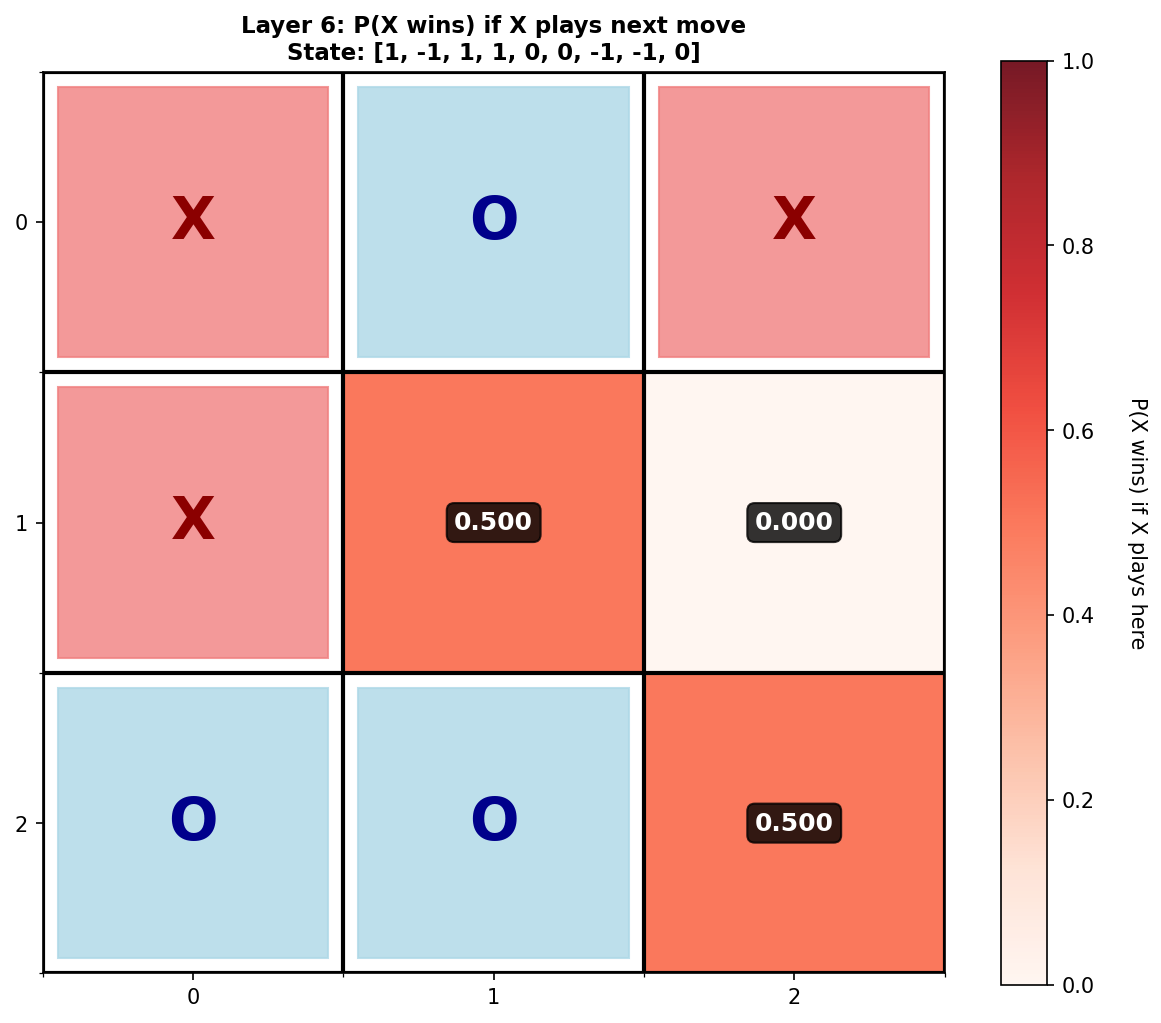 Layer 6: P(X wins) if X plays next move
State: [1, -1, 1, 1, 0, 0, -1, -1, 0]
X
O
X
X
0.500
0.000
O
O
0.500
0
1
2
0
1
2
1.0
0.8
0.6
0.4
0.2
0.0
P(X wins) if X plays here